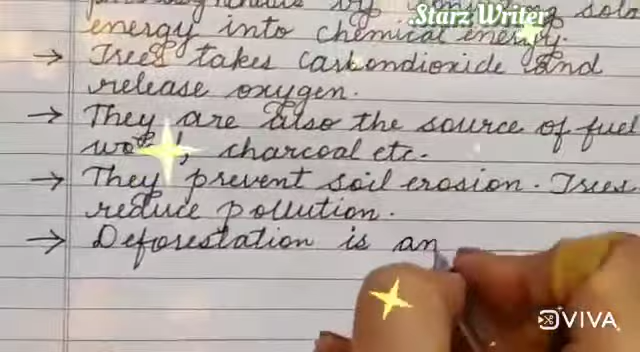 Starz Writer
energy into chemical energy.
→ Trees takes carbondioxide and
release oxygen.
→ They are also the source of fuel
charcoal etc.
→ They prevent soil erosion. Trees
reduce pollution.
→ Deforestation is an
VIVA